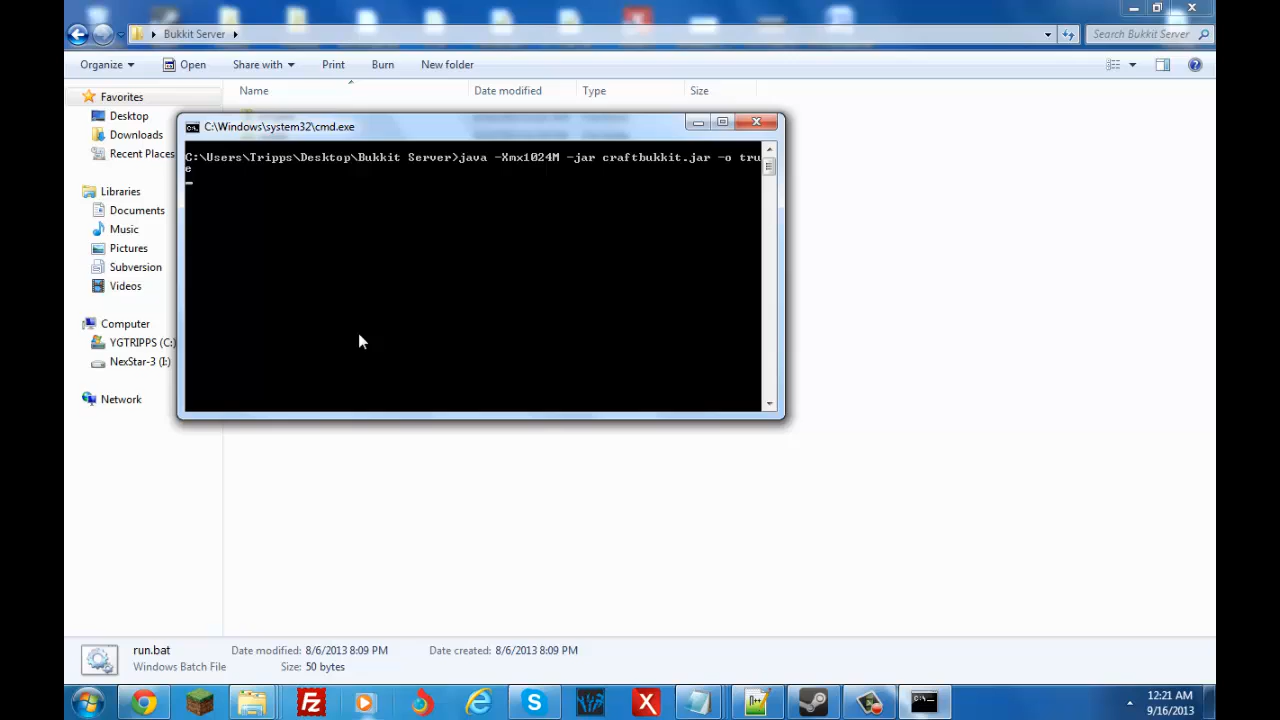 Bukkit Server
Search Bukkit Server
Organize
Open
Share with
Print
Burn
New folder
Name
Date modified
Type
Size
Favorites
Desktop
Downloads
Recent Places
Libraries
Documents
Music
Pictures
Subversion
Videos
Computer
YGTRIPPS (C:)
NexStar-3 (I:)
Network
C:\Windows\system32\cmd.exe
C:\Users\Tripps\Desktop\Bukkit Server>java -Xmx1024M -jar craftbukkit.jar -o tru
e
run.bat
Date modified: 8/6/2013 8:09 PM
Date created: 8/6/2013 8:09 PM
Windows Batch File
Size: 50 bytes
12:21 AM
9/16/2013